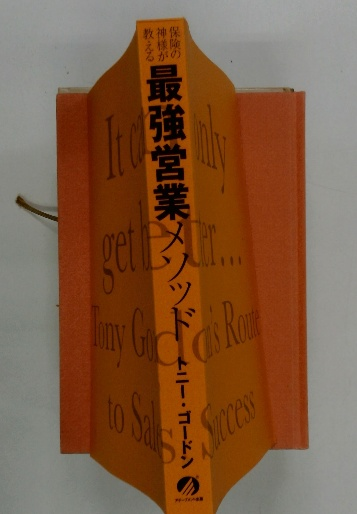 保険の
神様が
教える
最強営業メソッド
トニー・ゴードン
It can only
get better...
Tony Gordon's Route
to Sales Success